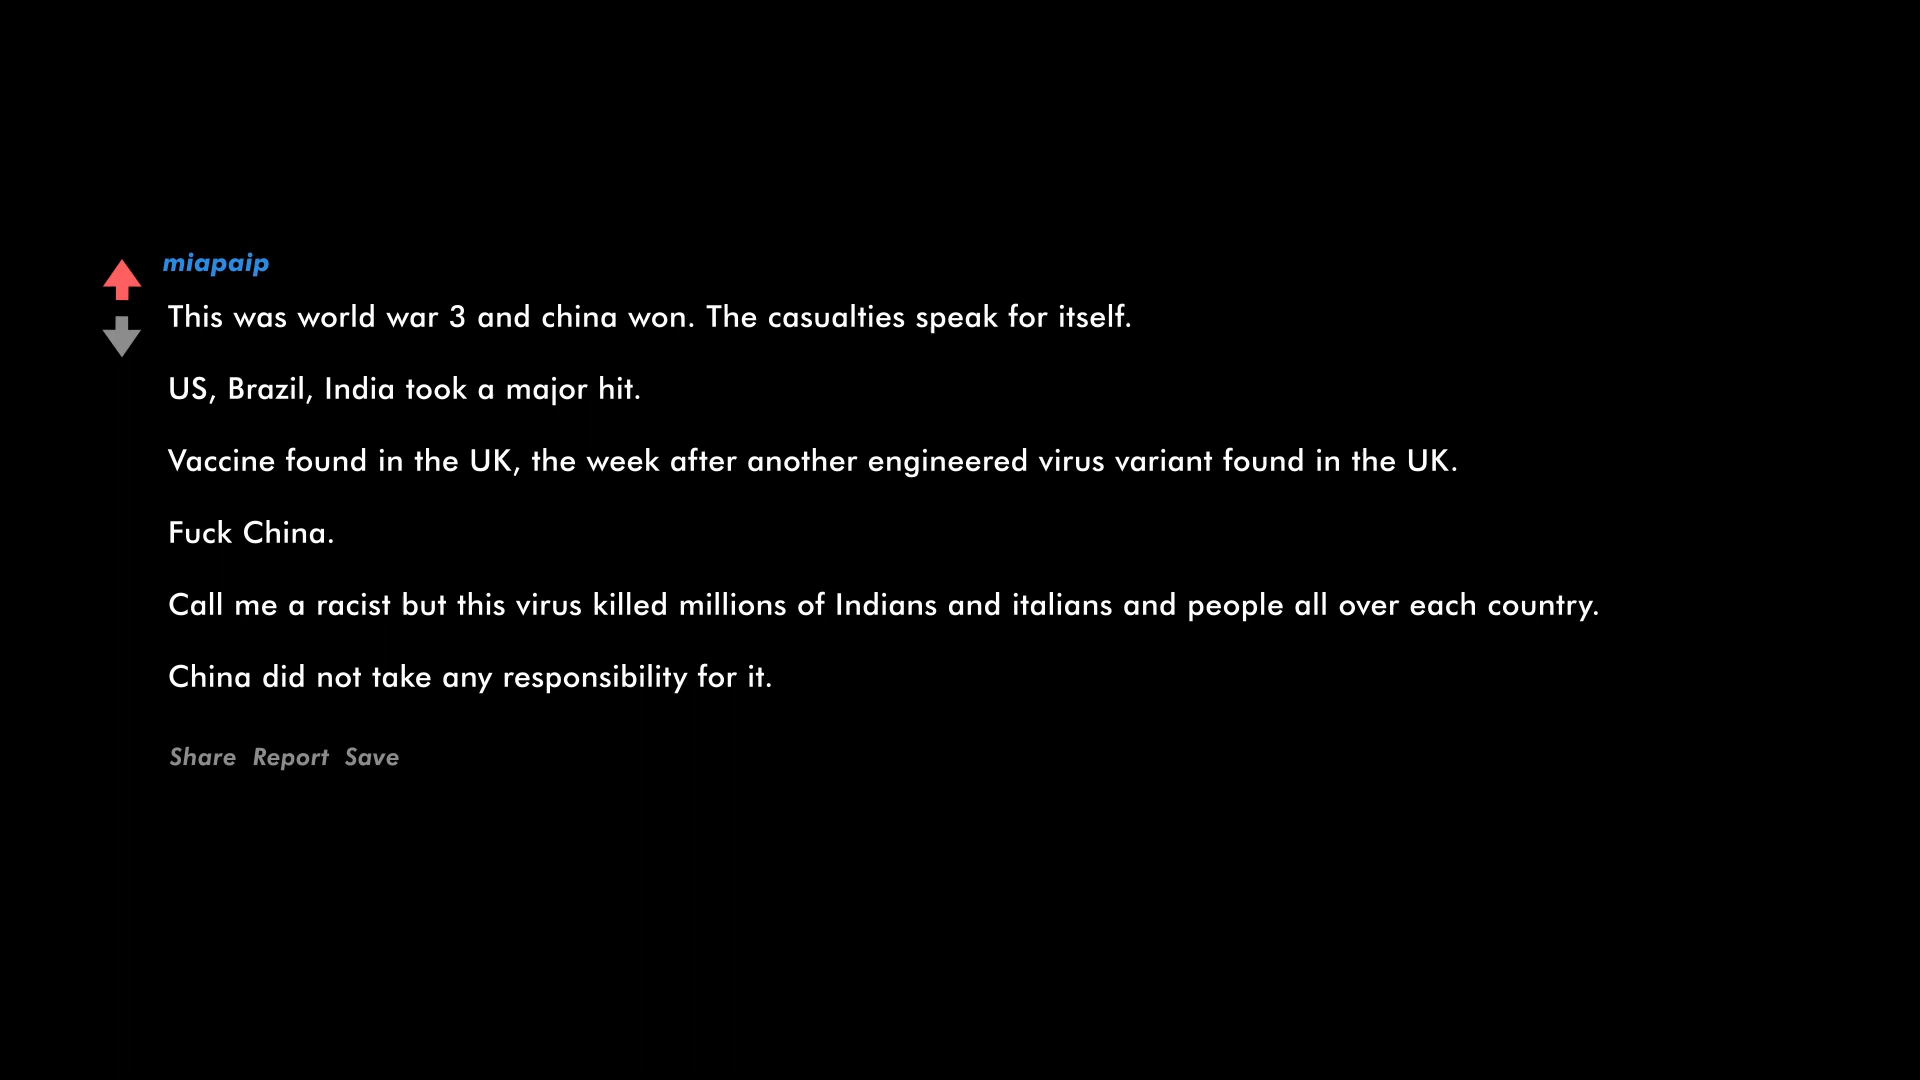 miapaip
This was world war 3 and china won. The casualties speak for itself.
US, Brazil, India took a major hit.
Vaccine found in the UK, the week after another engineered virus variant found in the UK.
Fuck China.
Call me a racist but this virus killed millions of Indians and italians and people all over each country.
China did not take any responsibility for it.
Share Report Save